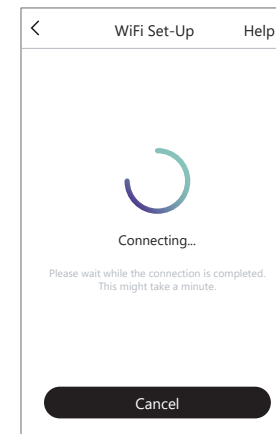 WiFi Set-Up Help
Connecting...
Please wait while the connection is completed.
This might take a minute.
Cancel